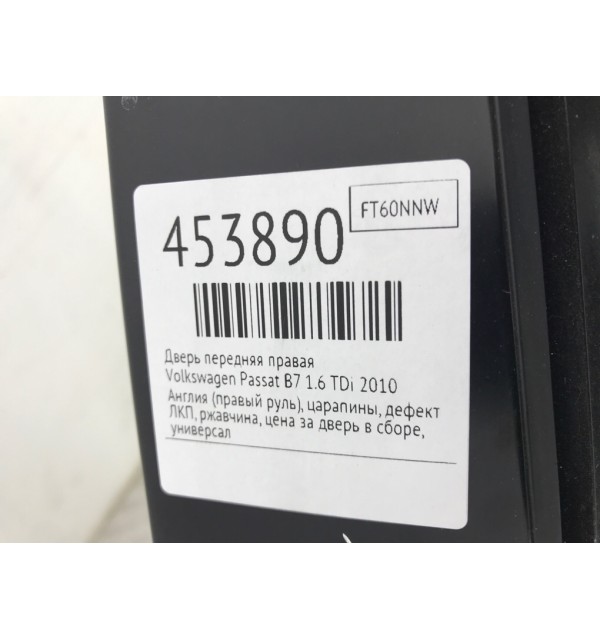 453890
FT60NNW
Дверь передняя правая
Volkswagen Passat B7 1.6 TDi 2010
Англия (правый руль), царапины, дефект
ЛКП, ржавчина, цена за дверь в сборе,
универсал